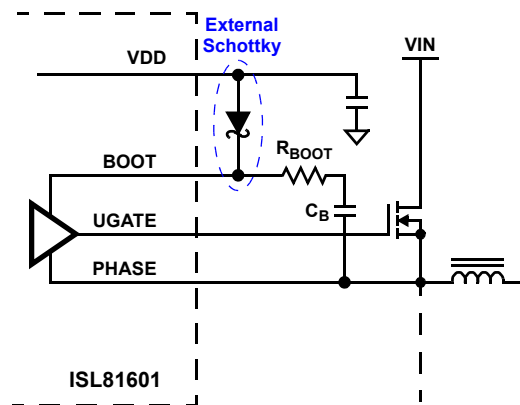 External
Schottky
VDD
VIN
BOOT
RBOOT
CB
UGATE
PHASE
ISL81601